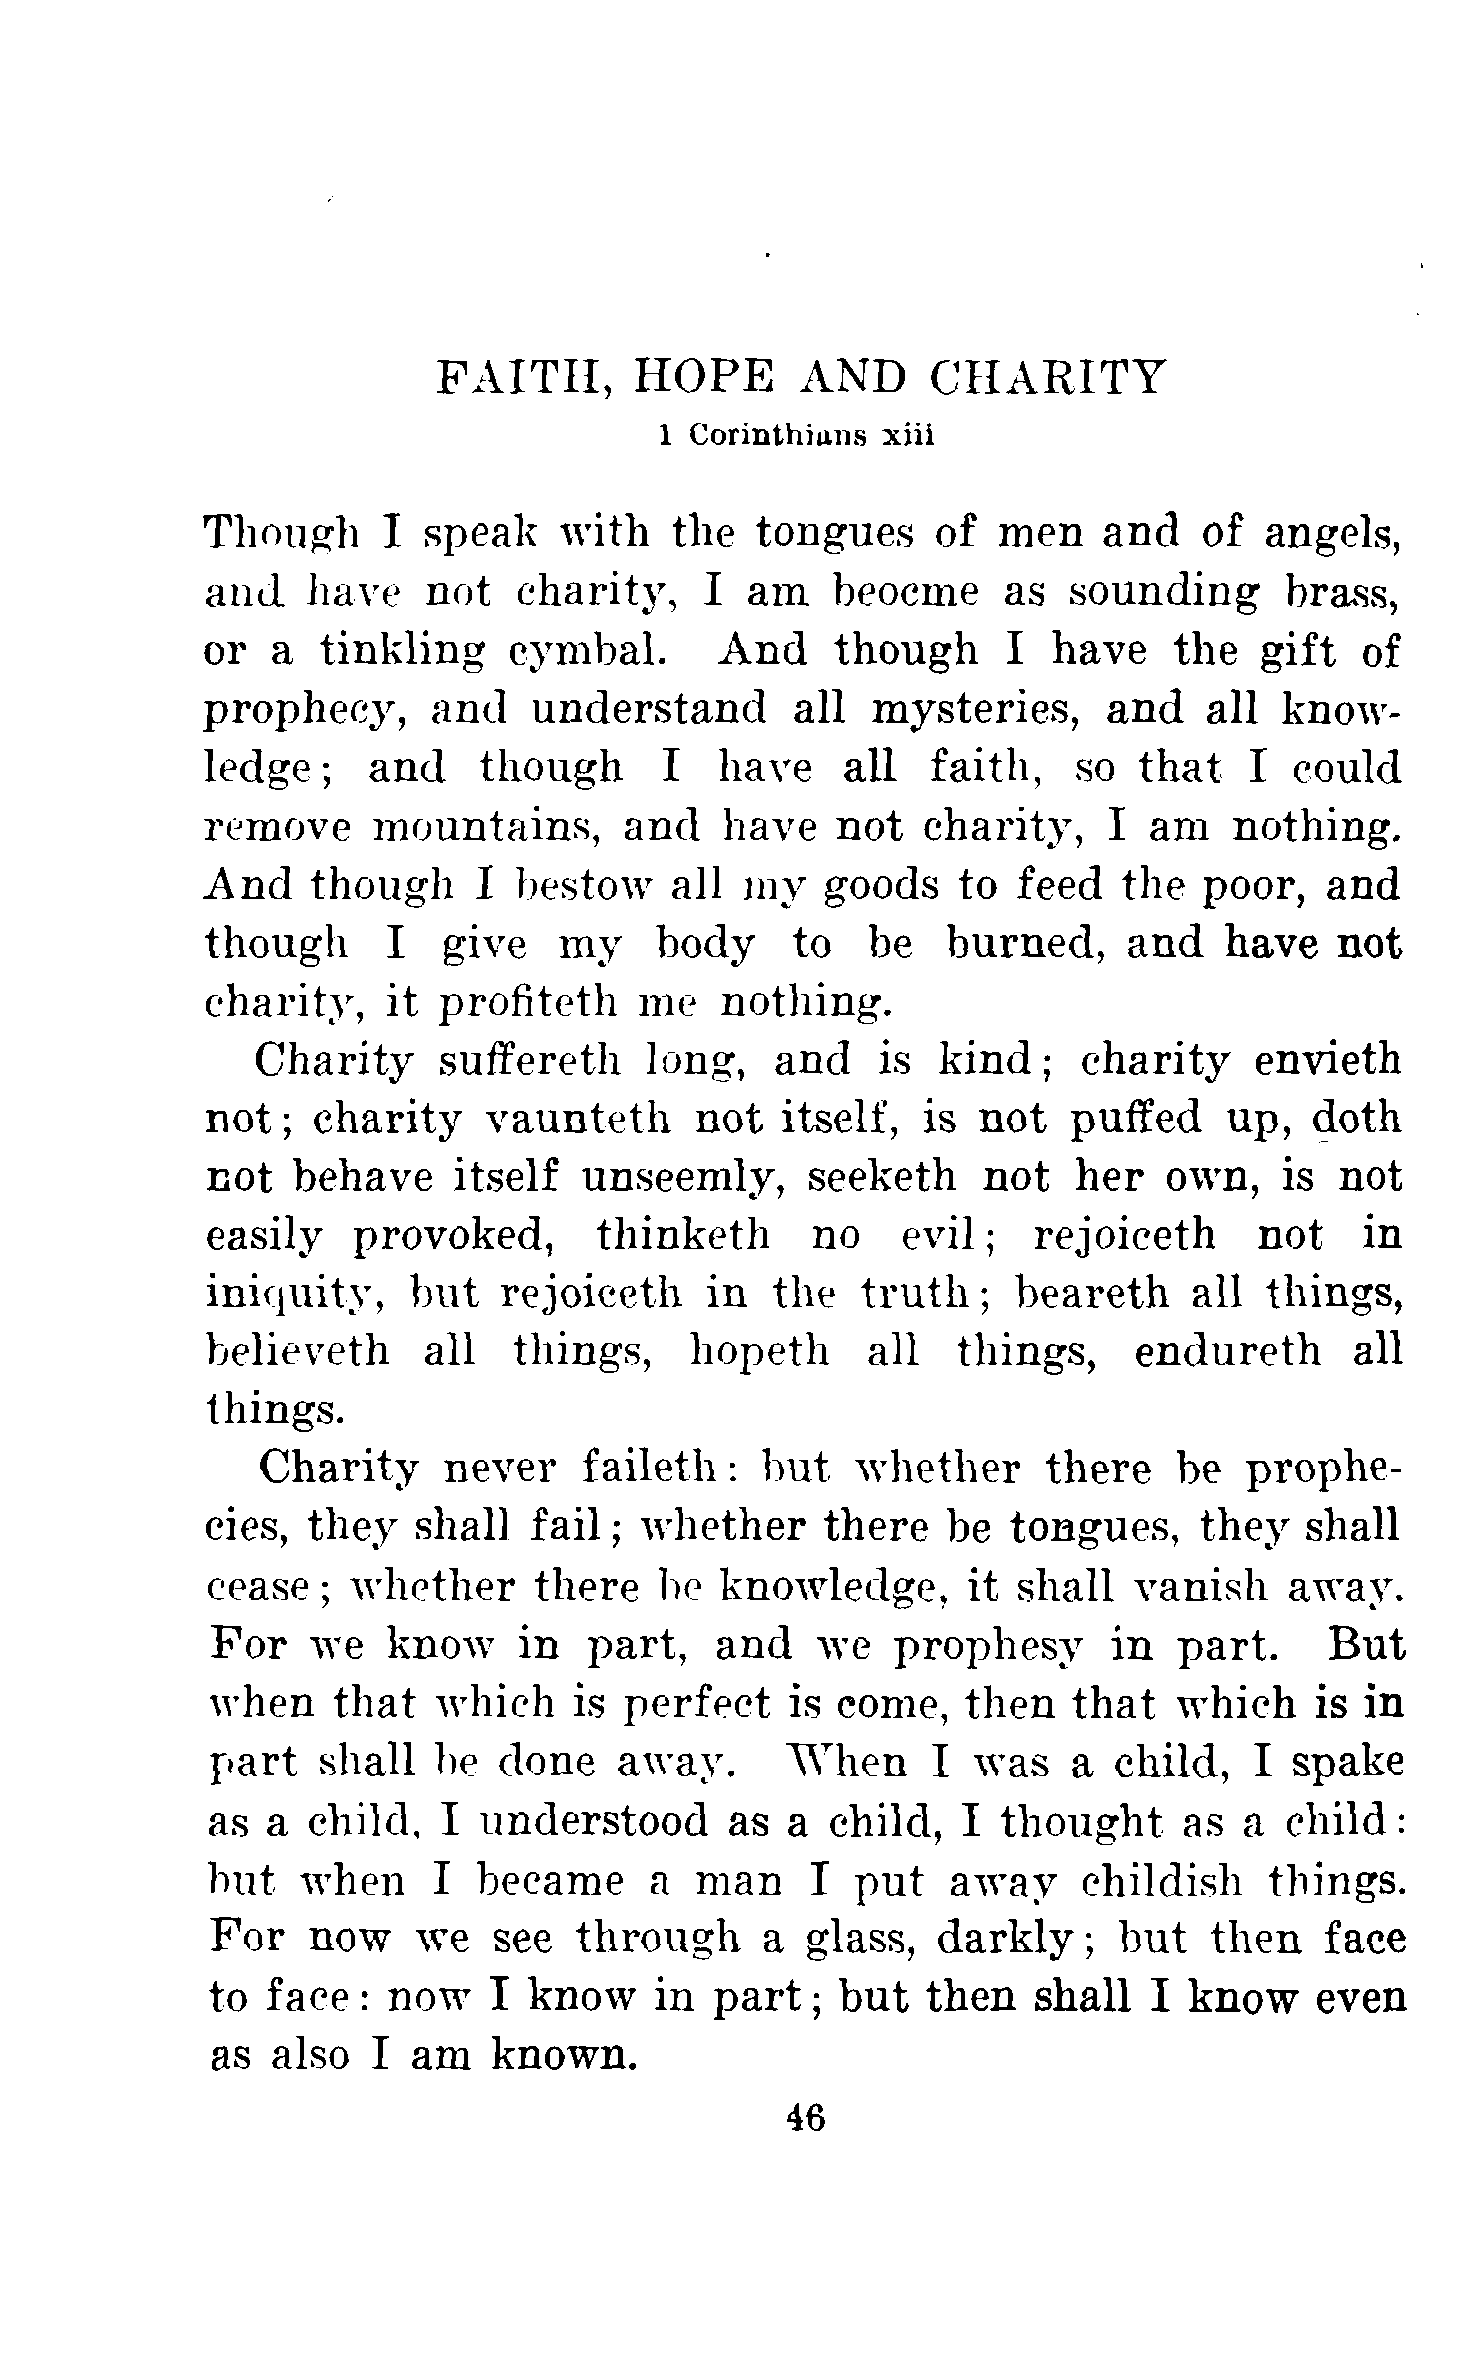 FAITH, HOPE AND CHARITY
1 Corinthians xiii
Though I speak with the tongues of men and of angels,
and have not charity, I am beocme as sounding brass,
or a tinkling cymbal. And though I have the gift of
prophecy, and understand all mysteries, and all know-
ledge; and though I have all faith, so that I could
remove mountains, and have not charity, I am nothing.
And though I bestow all my goods to feed the poor, and
though I give my body to be burned, and have not
charity, it profiteth me nothing.
Charity suffereth long, and is kind; charity envieth
not; charity vaunteth not itself, is not puffed up, doth
not behave itself unseemly, seeketh not her own, is not
easily provoked, thinketh no evil; rejoiceth not in
iniquity, but rejoiceth in the truth; beareth all things,
believeth all things, hopeth all things, endureth all
things.
Charity never faileth: but whether there be prophe-
cies, they shall fail; whether there be tongues, they shall
cease; whether there be knowledge, it shall vanish away.
For we know in part, and we prophesy in part. But
when that which is perfect is come, then that which is in
part shall be done away. When I was a child, I spake
as a child, I understood as a child, I thought as a child:
but when I became a man I put away childish things.
For now we see through a glass, darkly; but then face
to face: now I know in part; but then shall I know even
as also I am known.
46